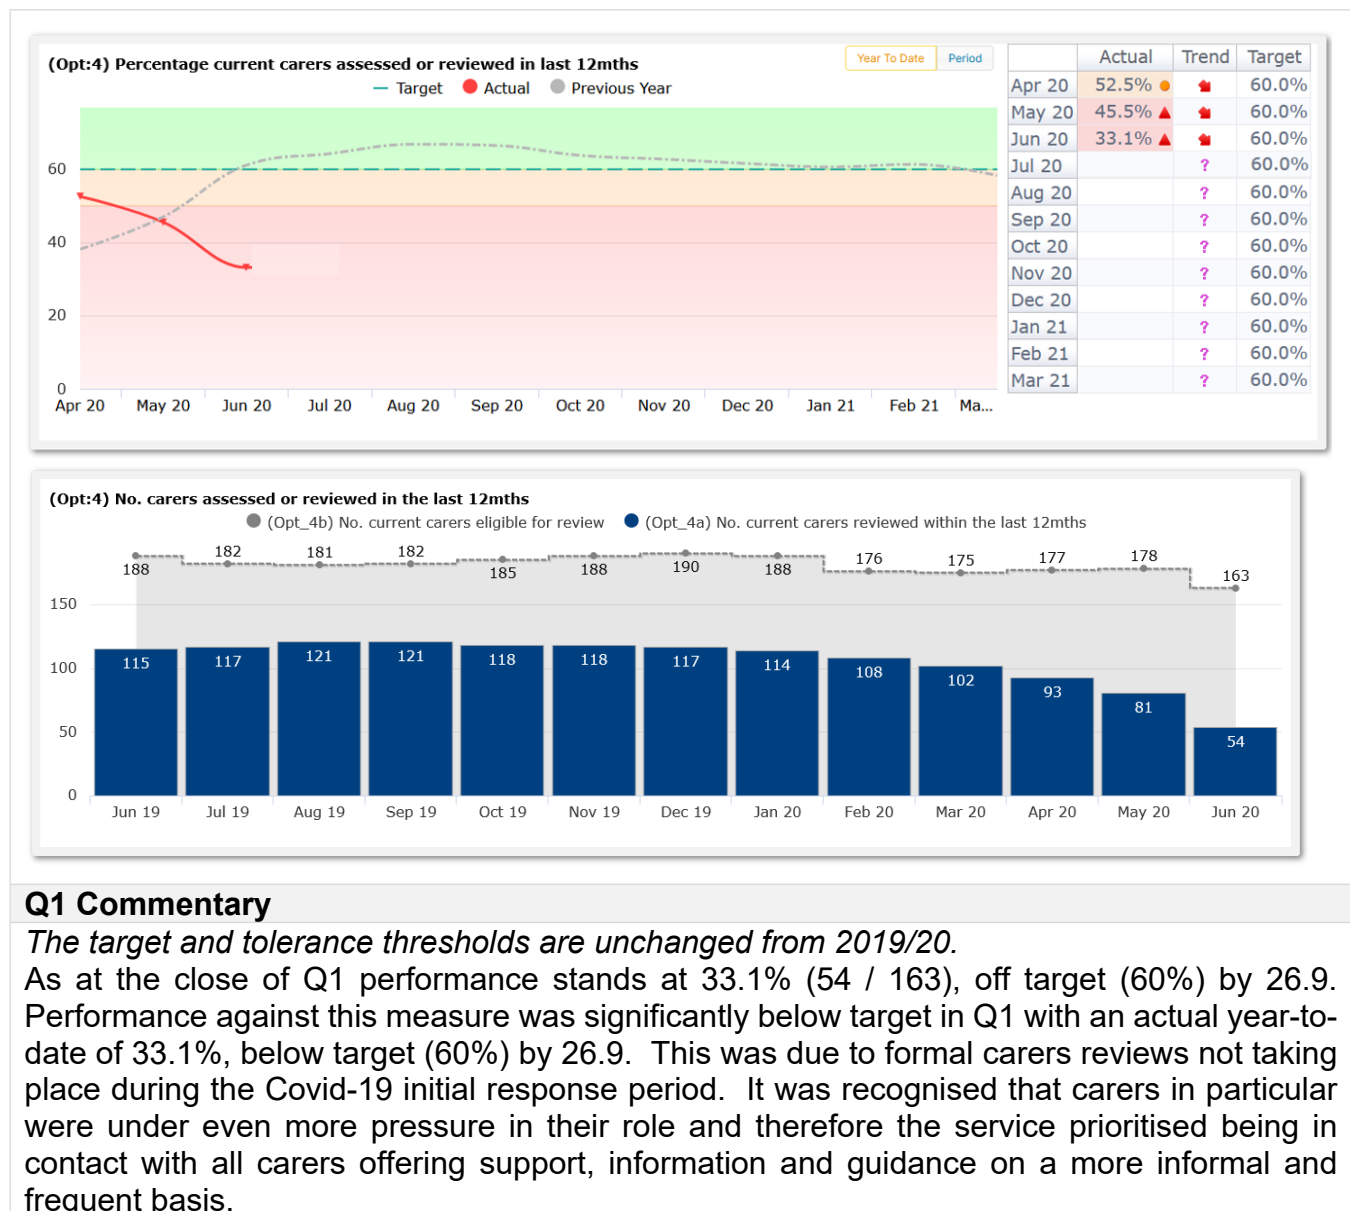 (Opt:4) Percentage current carers assessed or reviewed in last 12mths
Year To Date Period
Target Actual Previous Year
60
40
20
0
Apr 20 May 20 Jun 20 Jul 20 Aug 20 Sep 20 Oct 20 Nov 20 Dec 20 Jan 21 Feb 21 Ma...
Actual Trend Target
Apr 20 52.5% 60.0%
May 20 45.5% 60.0%
Jun 20 33.1% 60.0%
Jul 20 ? 60.0%
Aug 20 ? 60.0%
Sep 20 ? 60.0%
Oct 20 ? 60.0%
Nov 20 ? 60.0%
Dec 20 ? 60.0%
Jan 21 ? 60.0%
Feb 21 ? 60.0%
Mar 21 ? 60.0%
(Opt:4) No. carers assessed or reviewed in the last 12mths
(Opt_4b) No. current carers eligible for review (Opt_4a) No. current carers reviewed within the last 12mths
188 182 181 182 185 188 190 188 176 175 177 178 163
150
100
50
0
115 117 121 121 118 118 117 114 108 102 93 81 54
Jun 19 Jul 19 Aug 19 Sep 19 Oct 19 Nov 19 Dec 19 Jan 20 Feb 20 Mar 20 Apr 20 May 20 Jun 20
Q1 Commentary
The target and tolerance thresholds are unchanged from 2019/20.
As at the close of Q1 performance stands at 33.1% (54 / 163), off target (60%) by 26.9.
Performance against this measure was significantly below target in Q1 with an actual year-to-
date of 33.1%, below target (60%) by 26.9. This was due to formal carers reviews not taking
place during the Covid-19 initial response period. It was recognised that carers in particular
were under even more pressure in their role and therefore the service prioritised being in
contact with all carers offering support, information and guidance on a more informal and
frequent basis.